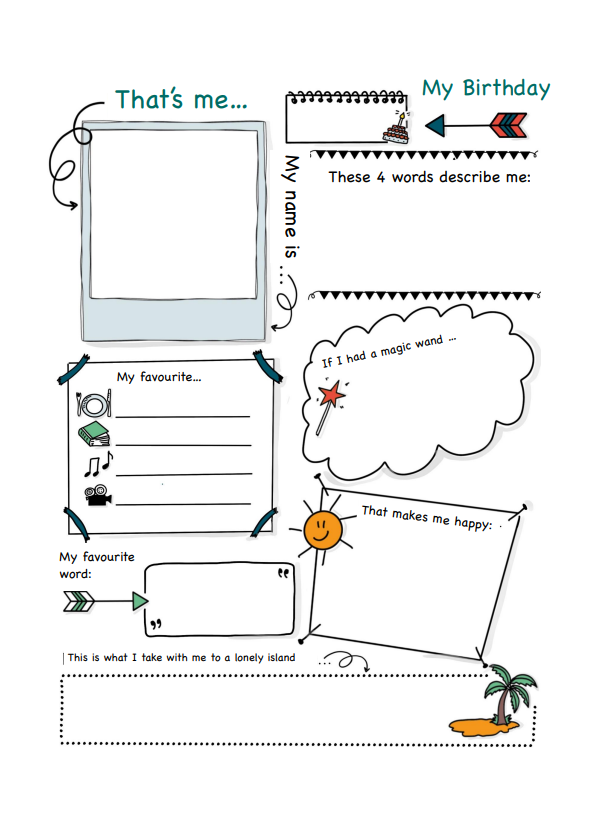 That's me...
My Birthday
My name is ...
These 4 words describe me:
If I had a magic wand ...
My favourite...
That makes me happy:
My favourite
word:
“
”
This is what I take with me to a lonely island ...